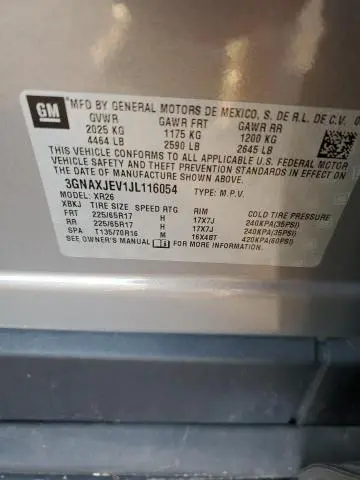 GM
MFD BY GENERAL MOTORS DE MEXICO, S. DE R.L. DE C.V.
GVWR GAWR FRT GAWR RR
2025 KG 1175 KG 1200 KG
4464 LB 2590 LB 2645 LB
THIS VEHICLE CONFORMS TO ALL APPLICABLE U.S. FEDERAL MOTOR
VEHICLE SAFETY AND THEFT PREVENTION STANDARDS IN EFFECT ON
THE DATE OF MANUFACTURE SHOWN ABOVE.
3GNAXJEV1JL116054 TYPE: M.P.V.
MODEL: XR26
XBKJ TIRE SIZE SPEED RTG RIM COLD TIRE PRESSURE
FRT 225/65R17 H 17X7J 240KPA(35PSI)
RR 225/65R17 H 17X7J 240KPA(35PSI)
SPA T135/70R16 M 16X4BT 420KPA(60PSI)
SEE OWNER'S MANUAL FOR MORE INFORMATION.